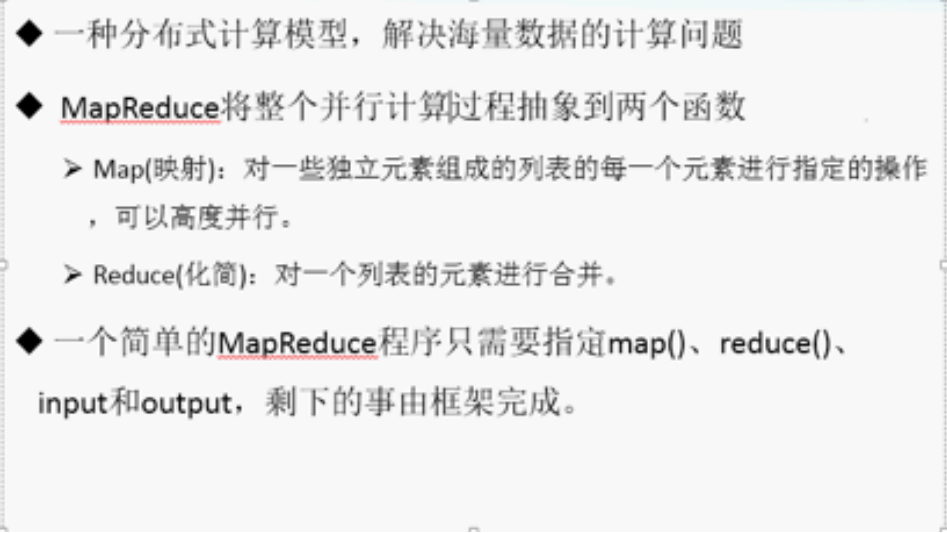 ◆ 一种分布式计算模型，解决海量数据的计算问题
◆ MapReduce将整个并行计算过程抽象到两个函数
➢ Map(映射)：对一些独立元素组成的列表的每一个元素进行指定的操作
，可以高度并行。
➢ Reduce(化简)：对一个列表的元素进行合并。
◆ 一个简单的MapReduce程序只需要指定map()、reduce()、
input和output，剩下的事由框架完成。